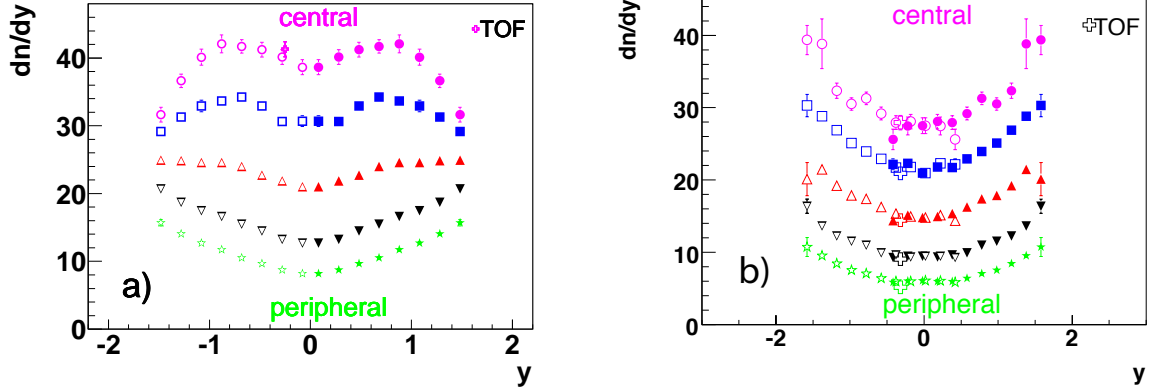 dn/dy
central
TOF
40
30
20
10
0
a)
peripheral
-2 -1 0 1 2
y
dn/dy
central
TOF
40
30
20
10
0
b)
peripheral
-2 0 2
y